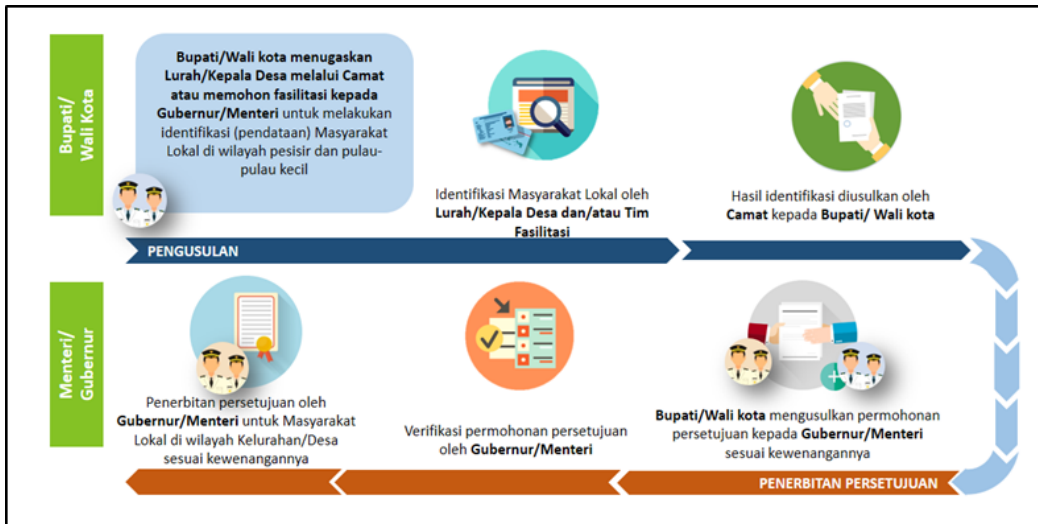 Bupati/
Wali Kota
Bupati/Wali kota menugaskan
Lurah/Kepala Desa melalui Camat
atau memohon fasilitasi kepada
Gubernur/Menteri untuk melakukan
identifikasi (pendataan) Masyarakat
Lokal di wilayah pesisir dan pulau-
pulau kecil
Identifikasi Masyarakat Lokal oleh
Lurah/Kepala Desa dan/atau Tim
Fasilitasi
Hasil identifikasi diusulkan oleh
Camat kepada Bupati/ Wali kota
PENGUSULAN
Menteri/
Gubernur
Penerbitan persetujuan oleh
Gubernur/Menteri untuk Masyarakat
Lokal di wilayah Kelurahan/Desa
sesuai kewenangannya
Verifikasi permohonan persetujuan
oleh Gubernur/Menteri
Bupati/Wali kota mengusulkan permohonan
persetujuan kepada Gubernur/Menteri
sesuai kewenangannya
PENERBITAN PERSETUJUAN